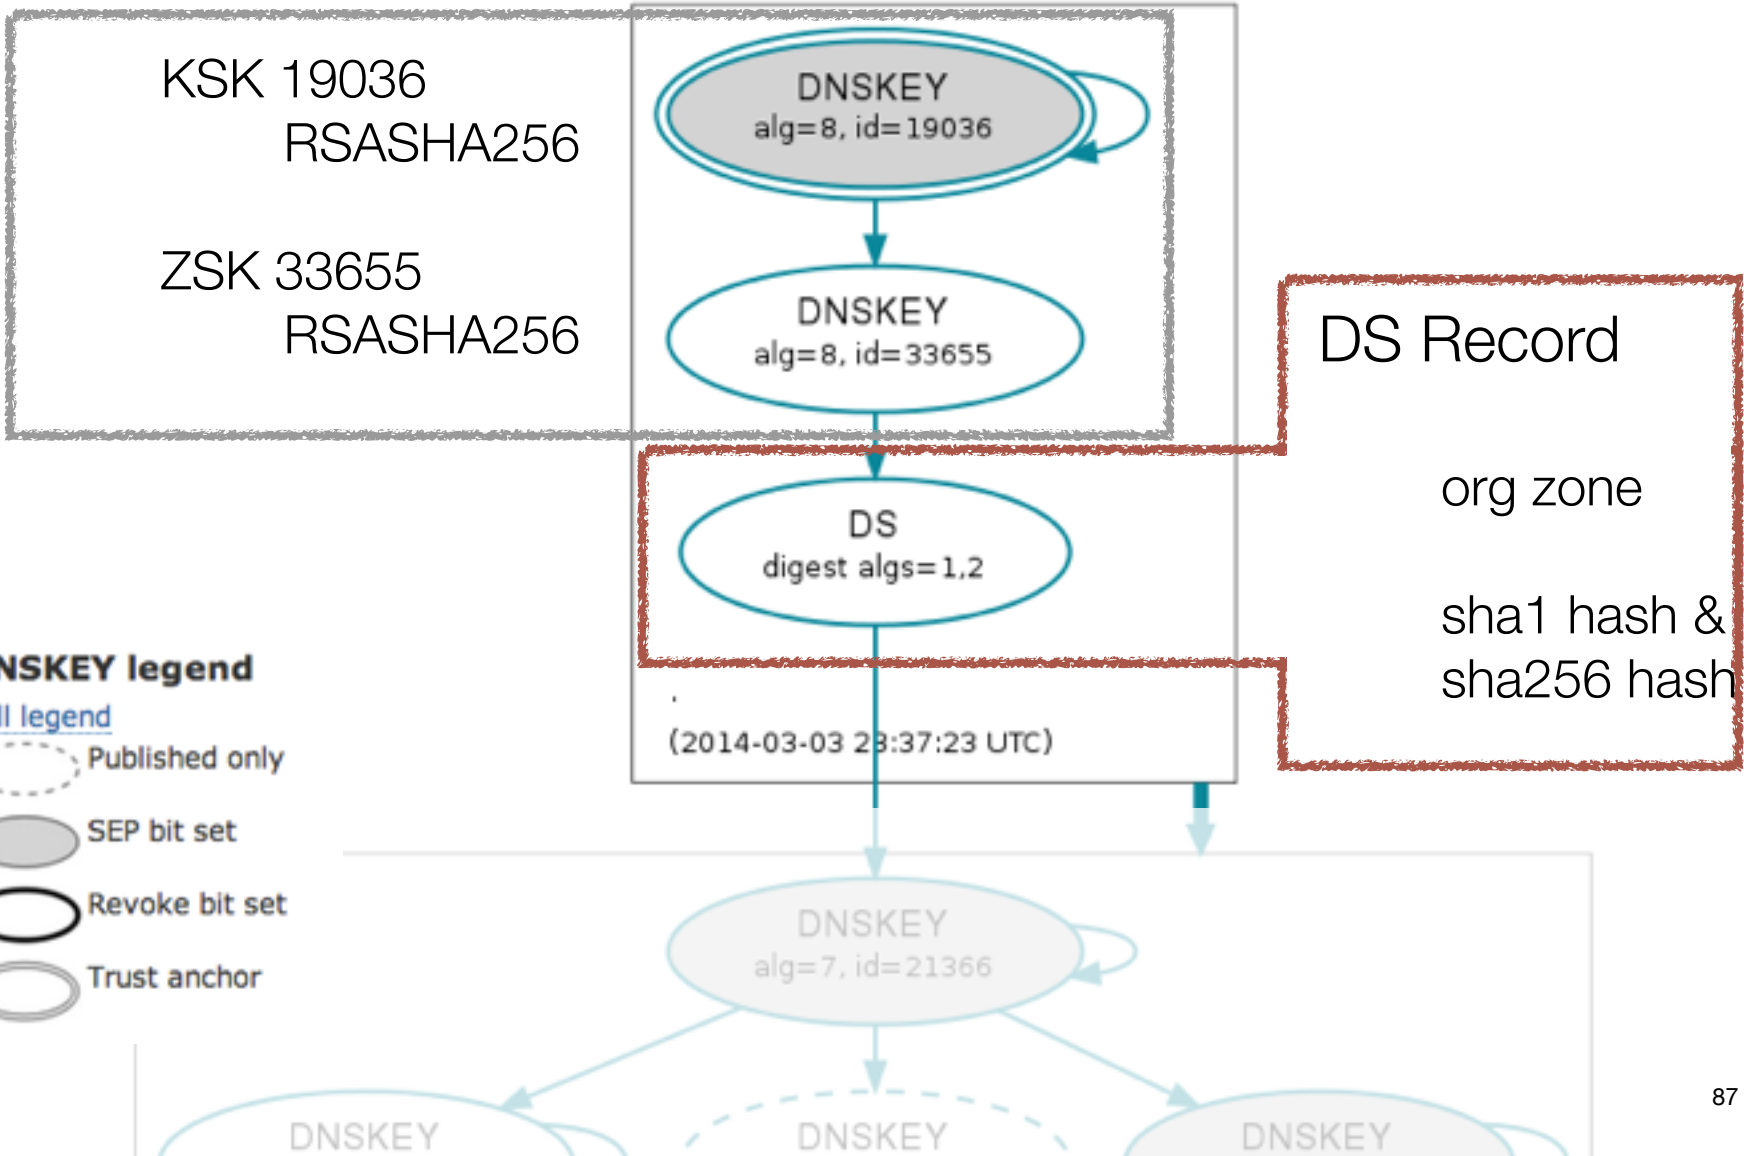 KSK 19036
RSASHA256
ZSK 33655
RSASHA256
DNSKEY
alg=8, id=19036
DNSKEY
alg=8, id=33655
DS
digest algs=1,2
.
(2014-03-03 23:37:23 UTC)
DS Record
org zone
sha1 hash &
sha256 hash
NSKEY legend
ll legend
Published only
SEP bit set
Revoke bit set
Trust anchor
DNSKEY
alg=7, id=21366
DNSKEY
DNSKEY
DNSKEY
87